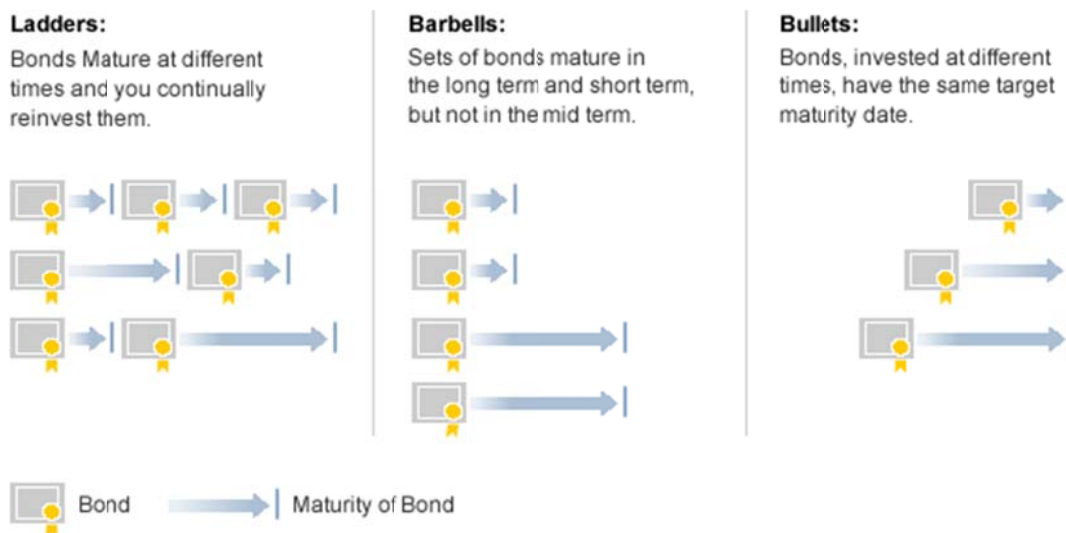 Ladders:
Bonds Mature at different
times and you continually
reinvest them.
Barbells:
Sets of bonds mature in
the long term and short term,
but not in the mid term.
Bullets:
Bonds, invested at different
times, have the same target
maturity date.
Bond
Maturity of Bond